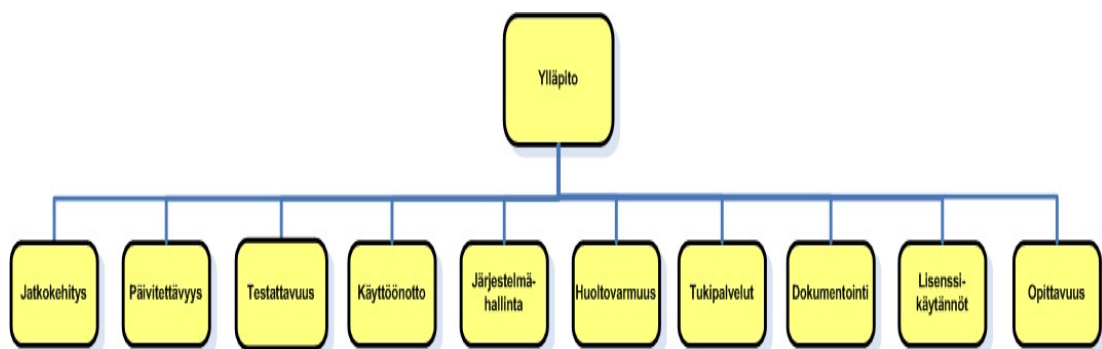 Ylläpito
Jatkokehitys
Päivitettävyys
Testattavuus
Käyttöönotto
Järjestelmä-
hallinta
Huoltovarmuus
Tukipalvelut
Dokumentointi
Lisenssi-
käytännöt
Opittavuus